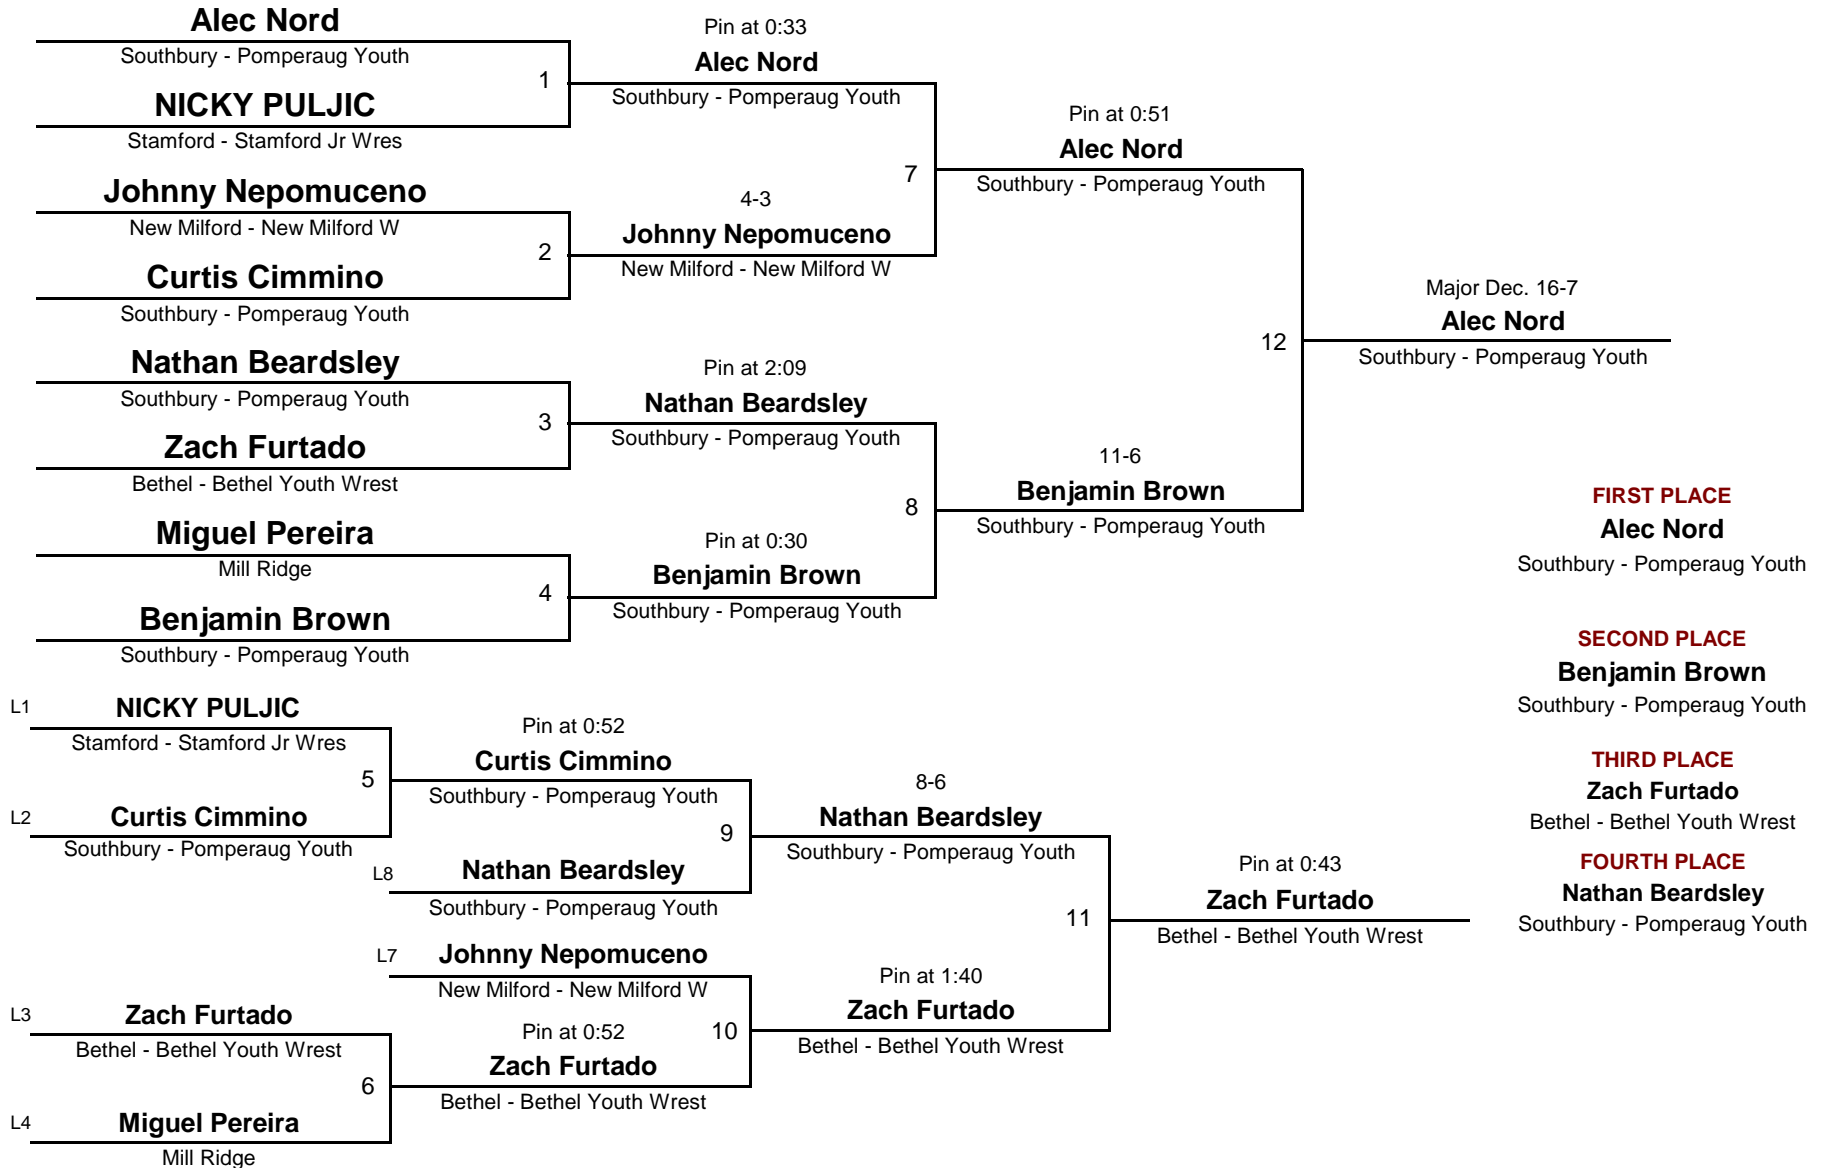 Alec Nord
Southbury - Pomperaug Youth
1
NICKY PULJIC
Stamford - Stamford Jr Wres
Pin at 0:33
Alec Nord
Southbury - Pomperaug Youth
Johnny Nepomuceno
New Milford - New Milford W
2
Curtis Cimmino
Southbury - Pomperaug Youth
4-3
Johnny Nepomuceno
New Milford - New Milford W
7
Pin at 0:51
Alec Nord
Southbury - Pomperaug Youth
Nathan Beardsley
Southbury - Pomperaug Youth
3
Zach Furtado
Bethel - Bethel Youth Wrest
Pin at 2:09
Nathan Beardsley
Southbury - Pomperaug Youth
Miguel Pereira
Mill Ridge
4
Benjamin Brown
Southbury - Pomperaug Youth
Pin at 0:30
Benjamin Brown
Southbury - Pomperaug Youth
8
11-6
Benjamin Brown
Southbury - Pomperaug Youth
12
Major Dec. 16-7
Alec Nord
Southbury - Pomperaug Youth
FIRST PLACE
Alec Nord
Southbury - Pomperaug Youth
SECOND PLACE
Benjamin Brown
Southbury - Pomperaug Youth
THIRD PLACE
Zach Furtado
Bethel - Bethel Youth Wrest
FOURTH PLACE
Nathan Beardsley
Southbury - Pomperaug Youth
L1
NICKY PULJIC
Stamford - Stamford Jr Wres
5
L2
Curtis Cimmino
Southbury - Pomperaug Youth
Pin at 0:52
Curtis Cimmino
Southbury - Pomperaug Youth
9
L8
Nathan Beardsley
Southbury - Pomperaug Youth
8-6
Nathan Beardsley
Southbury - Pomperaug Youth
L7
Johnny Nepomuceno
New Milford - New Milford W
10
L3
Zach Furtado
Bethel - Bethel Youth Wrest
6
L4
Miguel Pereira
Mill Ridge
Pin at 0:52
Zach Furtado
Bethel - Bethel Youth Wrest
Pin at 1:40
Zach Furtado
Bethel - Bethel Youth Wrest
11
Pin at 0:43
Zach Furtado
Bethel - Bethel Youth Wrest